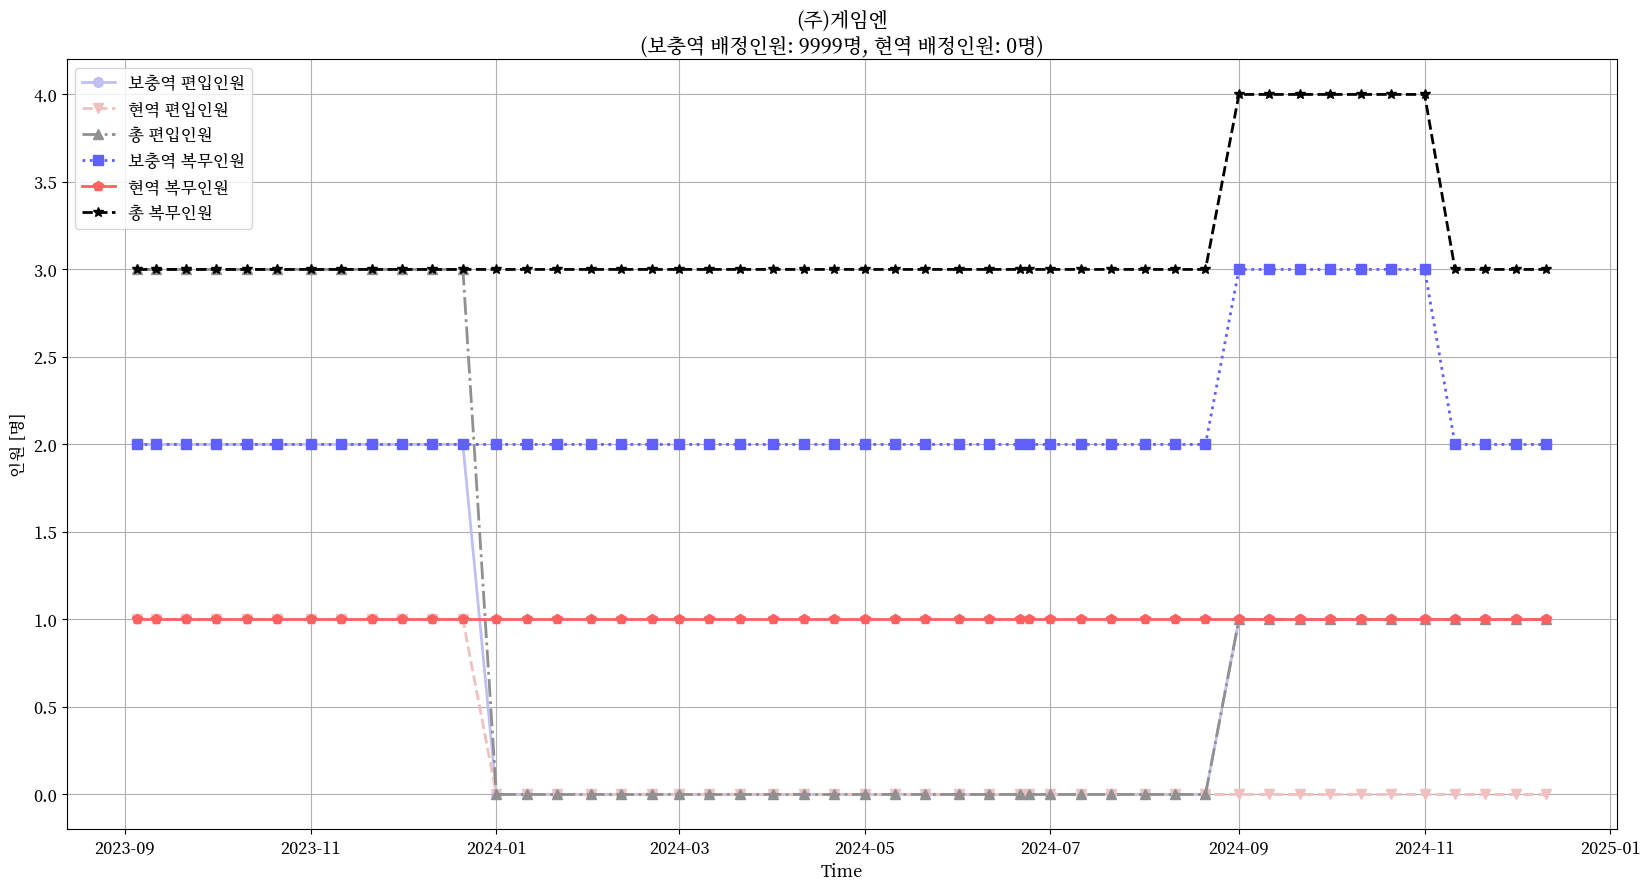 (주)게임엔
(보충역 배정인원: 9999명, 현역 배정인원: 0명)
보충역 편입인원
현역 편입인원
총 편입인원
보충역 복무인원
현역 복무인원
총 복무인원
인원 [명]
4.0
3.5
3.0
2.5
2.0
1.5
1.0
0.5
0.0
2023-09
2023-11
2024-01
2024-03
2024-05
2024-07
2024-09
2024-11
2025-01
Time